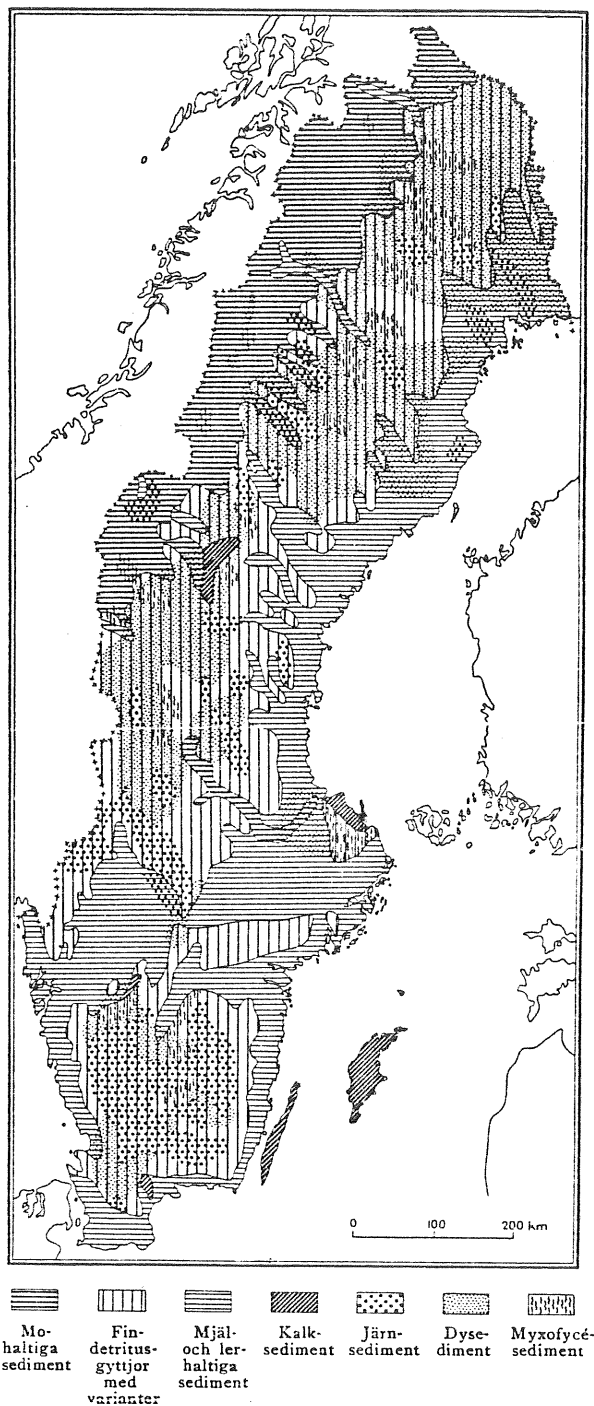 0 100 200 km
Mo-
haltiga
sediment
Fin-
detritus-
gyttjor
med
varianter
Mjäl-
och ler-
haltiga
sediment
Kalk-
sediment
Järn-
sediment
Dyse-
diment
Myxofycé-
sediment